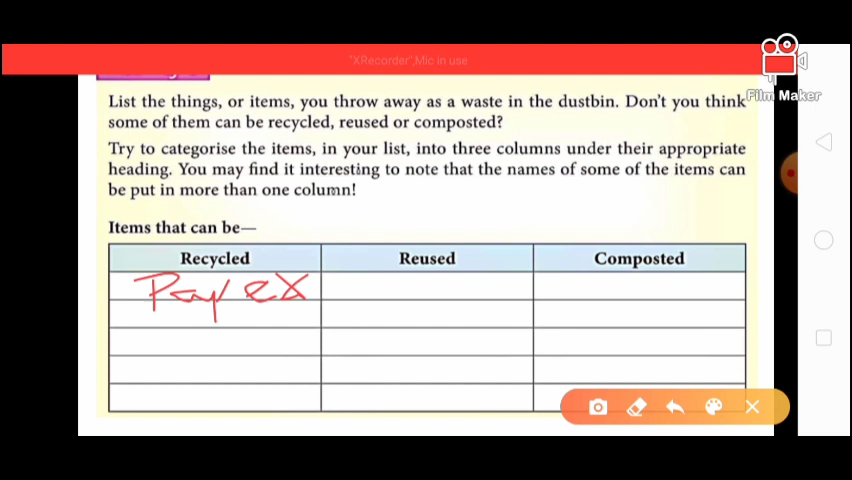 "XRecorder",Mic in use
Film Maker
List the things, or items, you throw away as a waste in the dustbin. Don't you think
some of them can be recycled, reused or composted?
Try to categorise the items, in your list, into three columns under their appropriate
heading. You may find it interesting to note that the names of some of the items can
be put in more than one column!
Items that can be—
Recycled Reused Composted